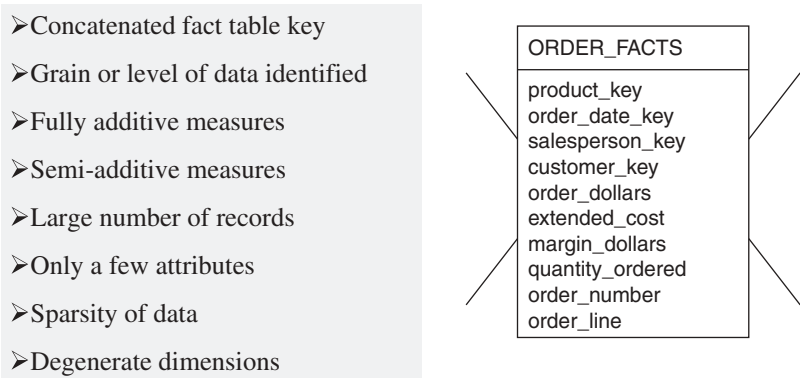 ➢Concatenated fact table key
➢Grain or level of data identified
➢Fully additive measures
➢Semi-additive measures
➢Large number of records
➢Only a few attributes
➢Sparsity of data
➢Degenerate dimensions
ORDER_FACTS
product_key
order_date_key
salesperson_key
customer_key
order_dollars
extended_cost
margin_dollars
quantity_ordered
order_number
order_line